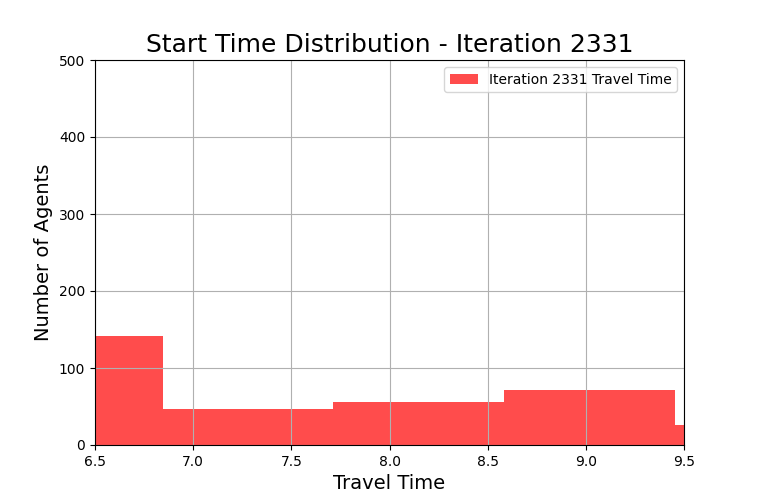 Start Time Distribution - Iteration 2331
Iteration 2331 Travel Time
Number of Agents
500
400
300
200
100
0
6.5 7.0 7.5 8.0 8.5 9.0 9.5
Travel Time